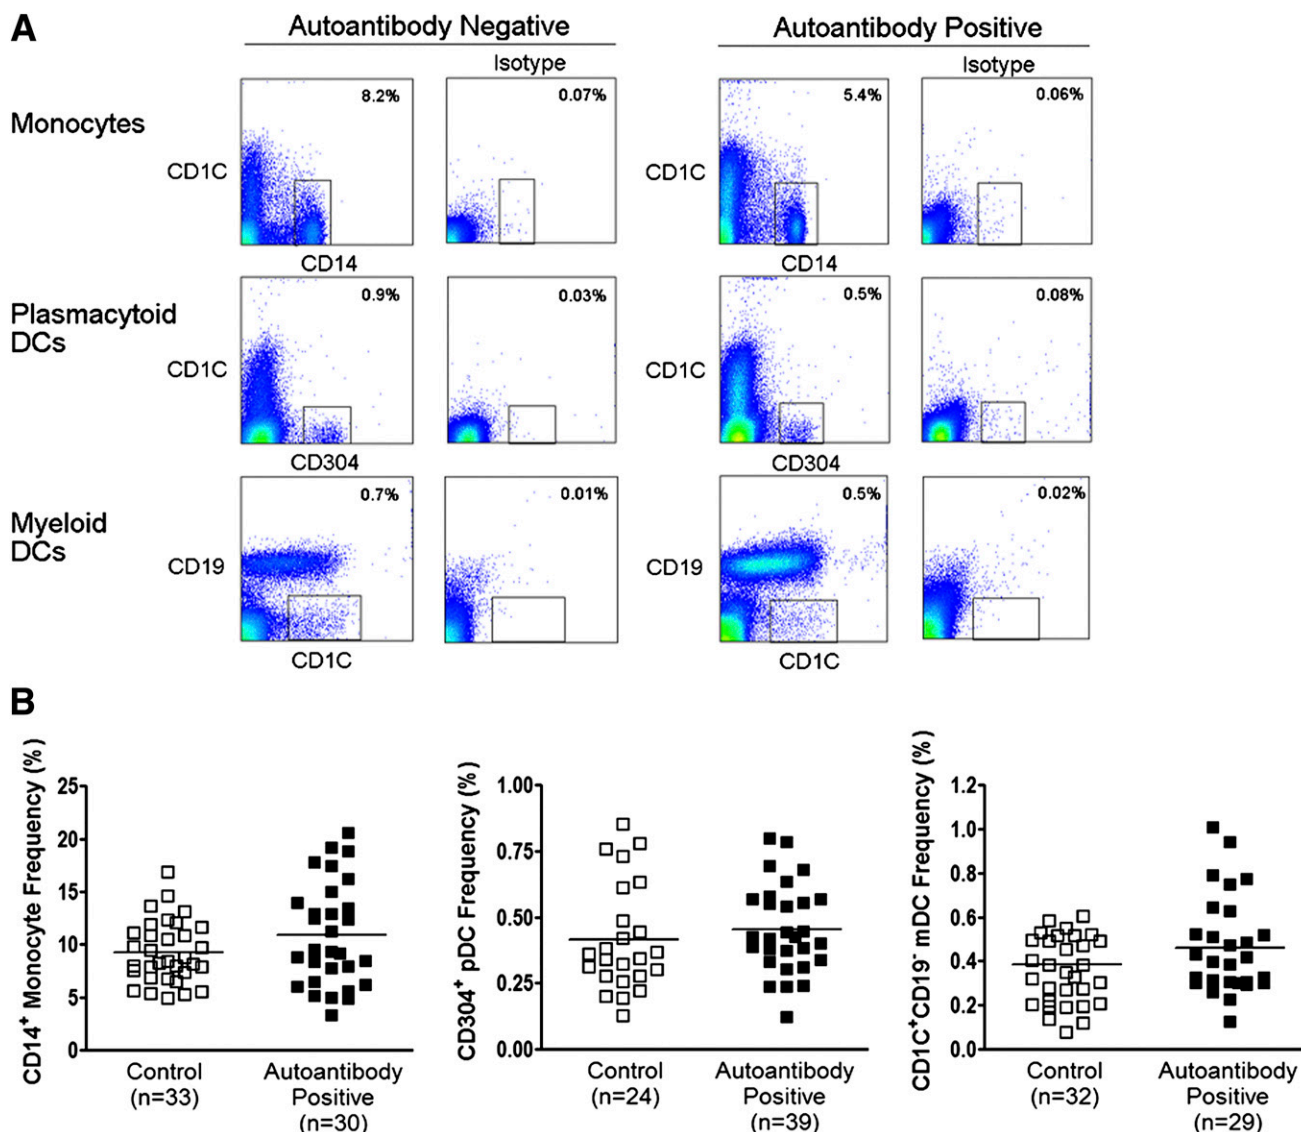 A
Autoantibody Negative
Autoantibody Positive
Isotype
Isotype
Monocytes
CD1C
8.2%
0.07%
CD1C
5.4%
0.06%
CD14
CD14
Plasmacytoid
DCs
CD1C
0.9%
0.03%
CD1C
0.5%
0.08%
CD304
CD304
Myeloid
DCs
CD19
0.7%
0.01%
CD19
0.5%
0.02%
CD1C
CD1C
B
CD14+ Monocyte Frequency (%)
25
20
15
10
5
0
Control
(n=33)
Autoantibody
Positive
(n=30)
CD304+ pDC Frequency (%)
1.00
0.75
0.50
0.25
0.00
Control
(n=24)
Autoantibody
Positive
(n=39)
CD1C+CD19- mDC Frequency (%)
1.2
1.0
0.8
0.6
0.4
0.2
0.0
Control
(n=32)
Autoantibody
Positive
(n=29)